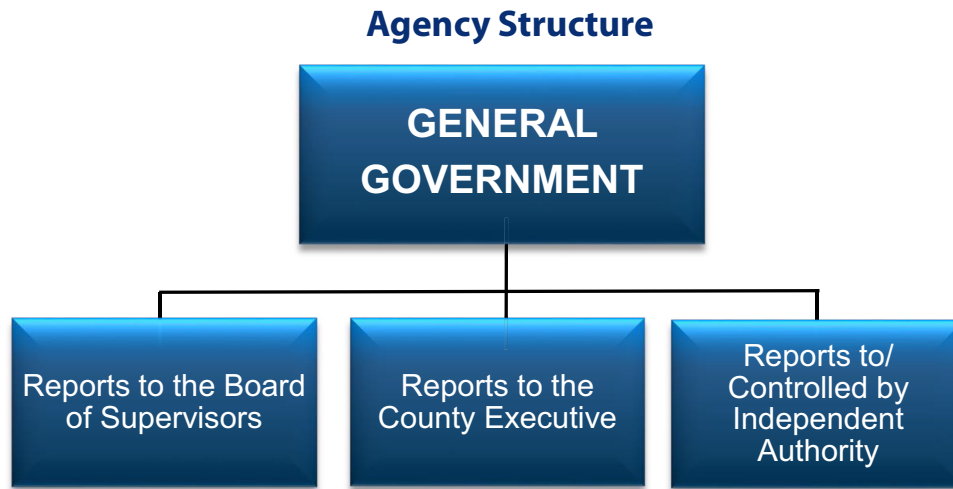 Agency Structure
GENERAL
GOVERNMENT
Reports to the Board
of Supervisors
Reports to the
County Executive
Reports to/
Controlled by
Independent
Authority